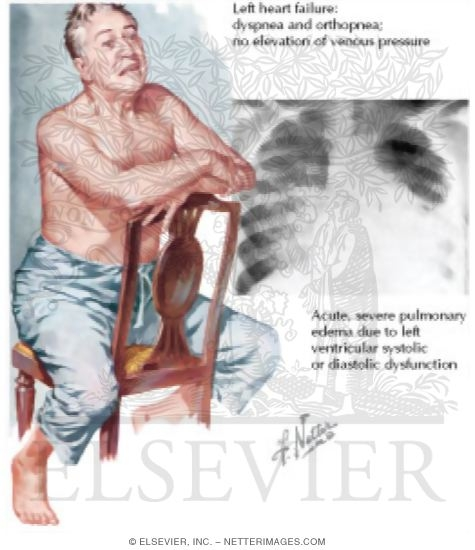 Left heart failure:
dyspnea and orthopnea;
no elevation of venous pressure
Acute, severe pulmonary
edema due to left
ventricular systolic
or diastolic dysfunction
F. Netter
ELSEVIER
© ELSEVIER, INC. – NETTERIMAGES.COM